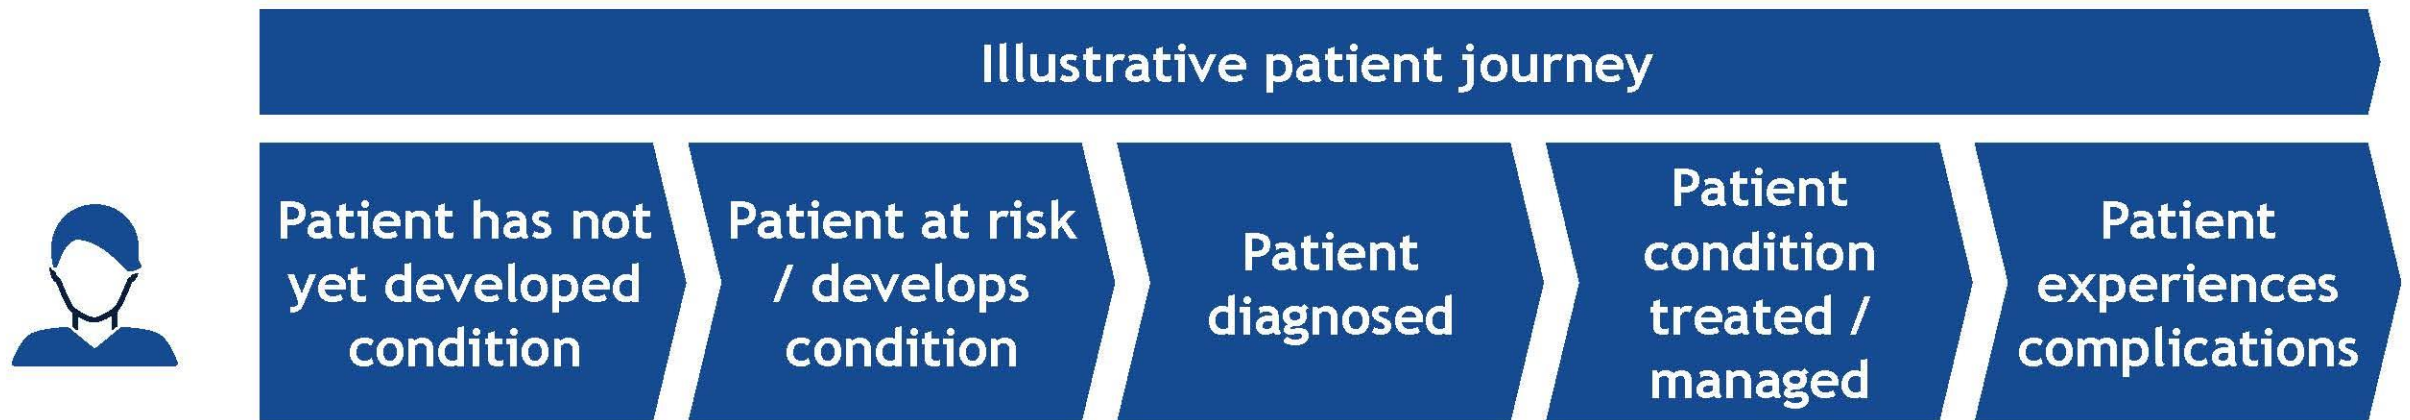 Illustrative patient journey
Patient has not
yet developed
condition
Patient at risk
/ develops
condition
Patient
diagnosed
Patient
condition
treated /
managed
Patient
experiences
complications